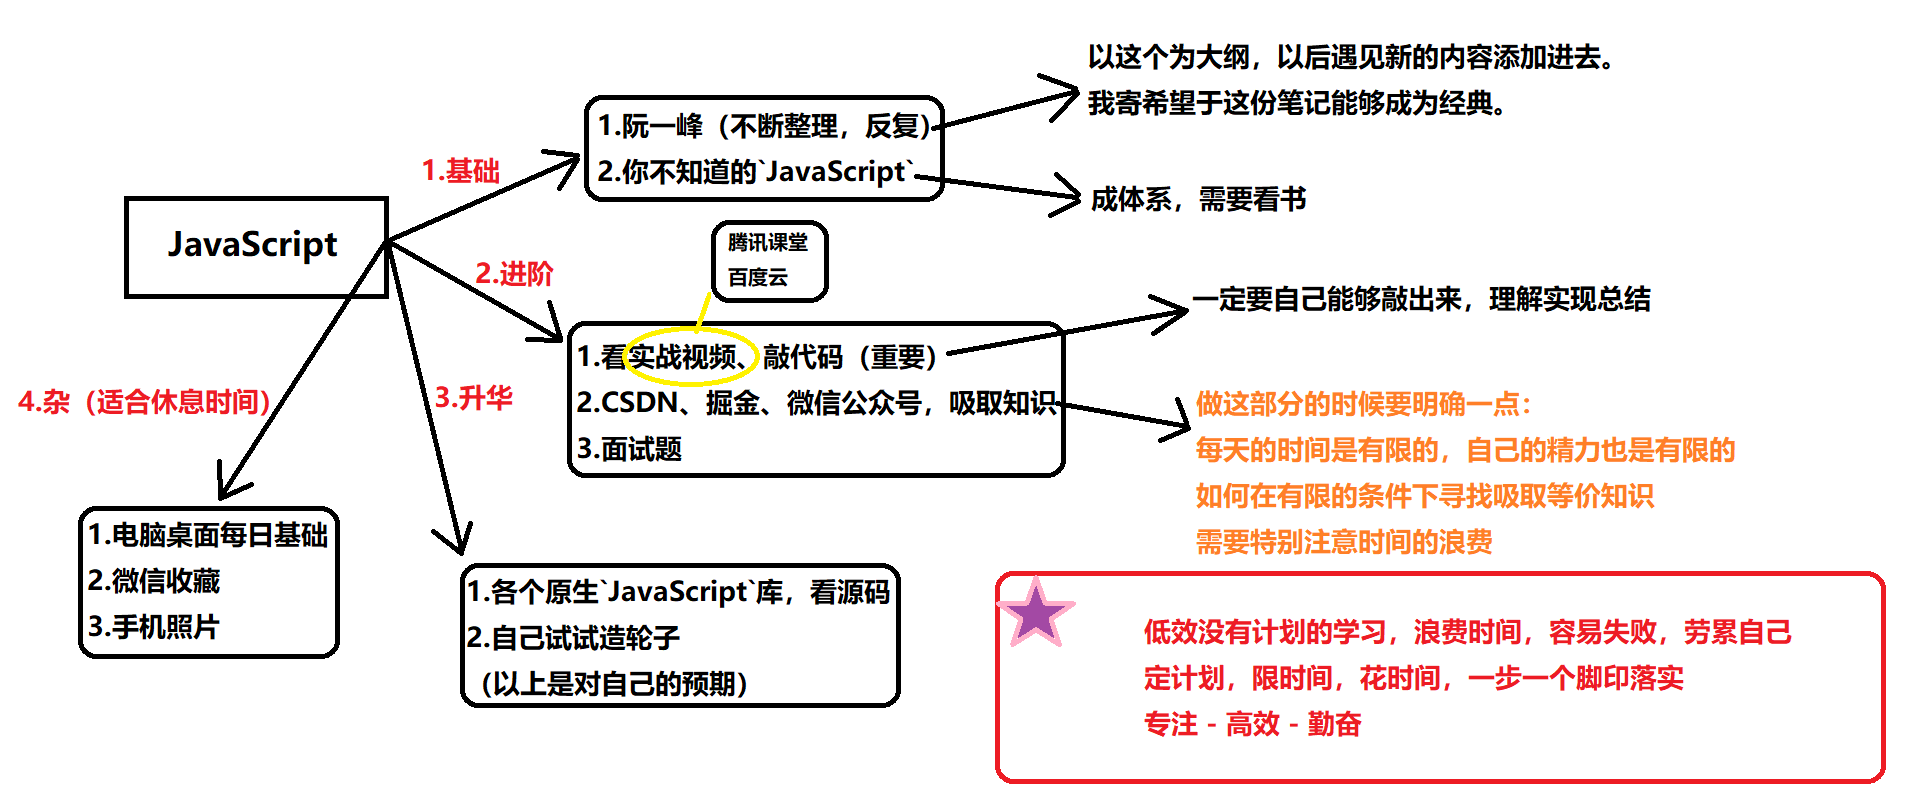 JavaScript
1.基础
1.阮一峰（不断整理，反复）
2.你不知道的`JavaScript`
以这个为大纲，以后遇见新的内容添加进去。
我寄希望于这份笔记能够成为经典。
成体系，需要看书
2.进阶
腾讯课堂
百度云
1.看实战视频、敲代码（重要）
2.CSDN、掘金、微信公众号，吸取知识
3.面试题
一定要自己能够敲出来，理解实现总结
做这部分的时候要明确一点：
每天的时间是有限的，自己的精力也是有限的
如何在有限的条件下寻找吸取等价知识
需要特别注意时间的浪费
3.升华
1.各个原生`JavaScript`库，看源码
2.自己试试造轮子
（以上是对自己的预期）
4.杂（适合休息时间）
1.电脑桌面每日基础
2.微信收藏
3.手机照片
低效没有计划的学习，浪费时间，容易失败，劳累自己
定计划，限时间，花时间，一步一个脚印落实
专注 - 高效 - 勤奋